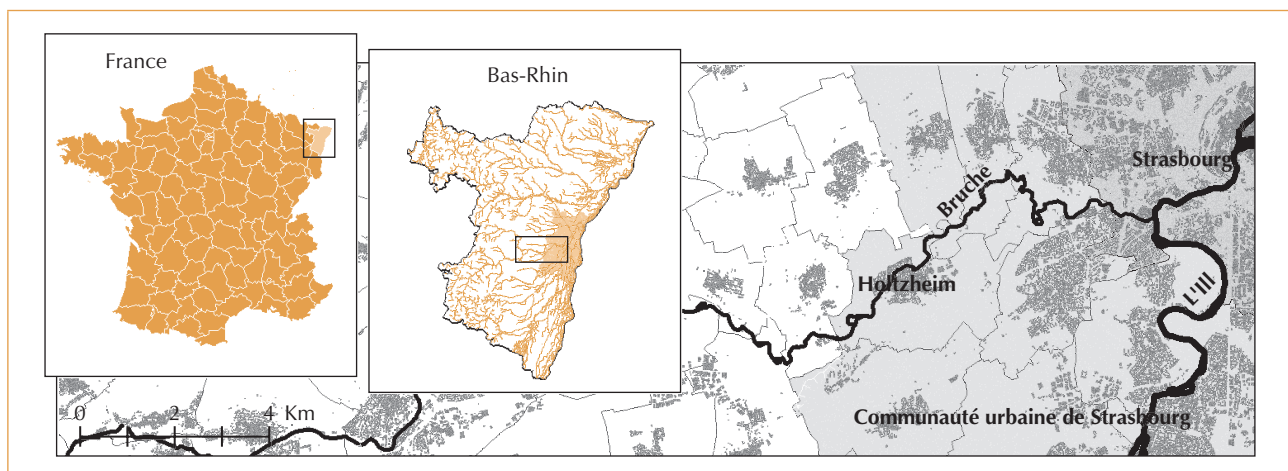 France
Bas-Rhin
Strasbourg
Bruche
Holtzheim
L'Ill
0 2 4 Km
Communauté urbaine de Strasbourg